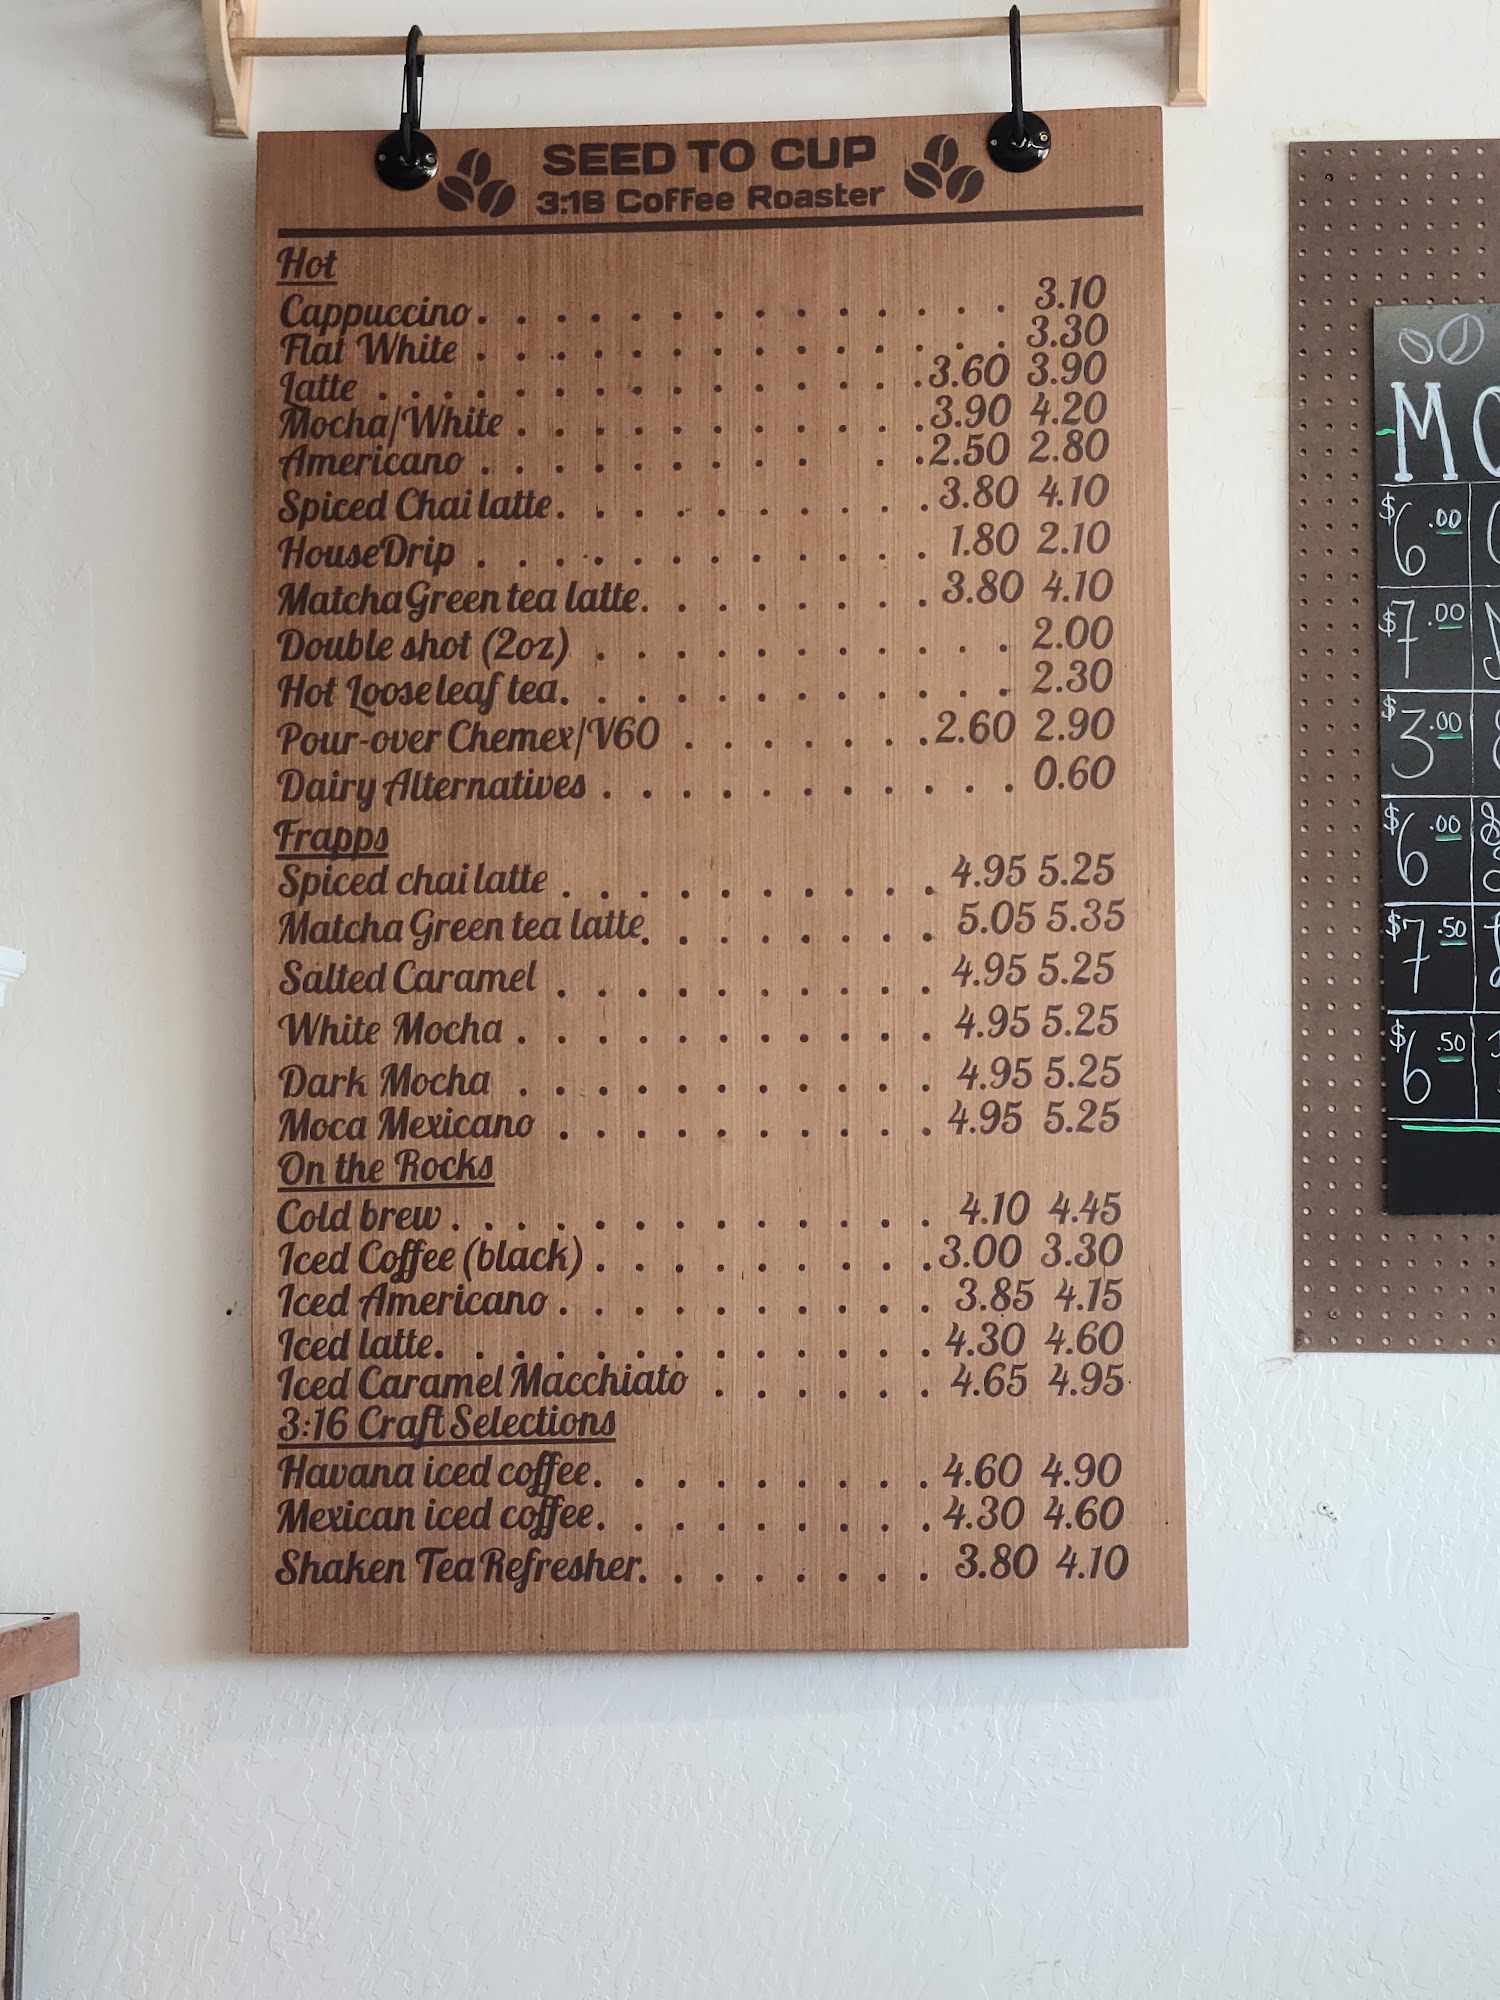 SEED TO CUP
3:16 Coffee Roaster
Hot
Cappuccino . . . . . . . . . . . . . . 3.10
Flat White . . . . . . . . . . . . . . 3.30
Latte . . . . . . . . . . . . . . 3.60 3.90
Mocha/White . . . . . . . . . . . 3.90 4.20
Americano . . . . . . . . . . . 2.50 2.80
Spiced Chai latte . . . . . . . . . . 3.80 4.10
House Drip . . . . . . . . . . . . 1.80 2.10
Matcha Green tea latte . . . . . . . . 3.80 4.10
Double shot (2oz) . . . . . . . . . . . 2.00
Hot Loose leaf tea . . . . . . . . . . . . 2.30
Pour-over Chemex/V60 . . . . . . . 2.60 2.90
Dairy Alternatives . . . . . . . . . . . 0.60
Frapps
Spiced chai latte . . . . . . . . . . 4.95 5.25
Matcha Green tea latte . . . . . . . . 5.05 5.35
Salted Caramel . . . . . . . . . . 4.95 5.25
White Mocha . . . . . . . . . . . 4.95 5.25
Dark Mocha . . . . . . . . . . . 4.95 5.25
Moca Mexicano . . . . . . . . . . 4.95 5.25
On the Rocks
Cold brew . . . . . . . . . . . . . 4.10 4.45
Iced Coffee (black) . . . . . . . . . 3.00 3.30
Iced Americano . . . . . . . . . . 3.85 4.15
Iced latte . . . . . . . . . . . . . 4.30 4.60
Iced Caramel Macchiato . . . . . . 4.65 4.95
3:16 Craft Selections
Havana iced coffee . . . . . . . . . 4.60 4.90
Mexican iced coffee . . . . . . . . . 4.30 4.60
Shaken Tea Refresher . . . . . . . . 3.80 4.10
$6.00
$7.00
$3.00
$6.00
$7.50
$6.50